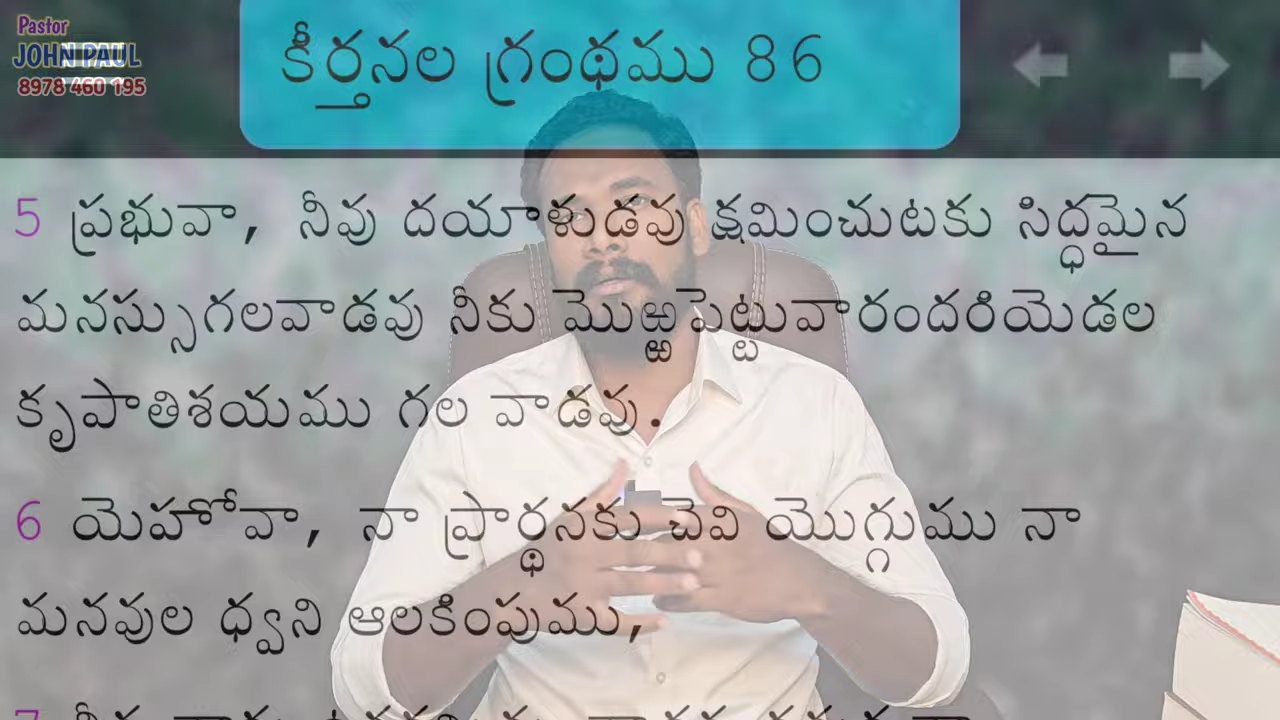 Pastor
JOHN PAUL
8978 460 195
కీర్తనల గ్రంథము 86
5 ప్రభువా, నీవు దయాళుడవు క్షమించుటకు సిద్ధమైన
మనస్సుగలవాడవు నీకు మొఱ్ఱపెట్టువారందరియెడల
కృపాతిశయము గల వాడవు.
6 యెహోవా, నా ప్రార్థనకు చెవి యొగ్గుము నా
మనవుల ధ్వని ఆలకింపుము,
7